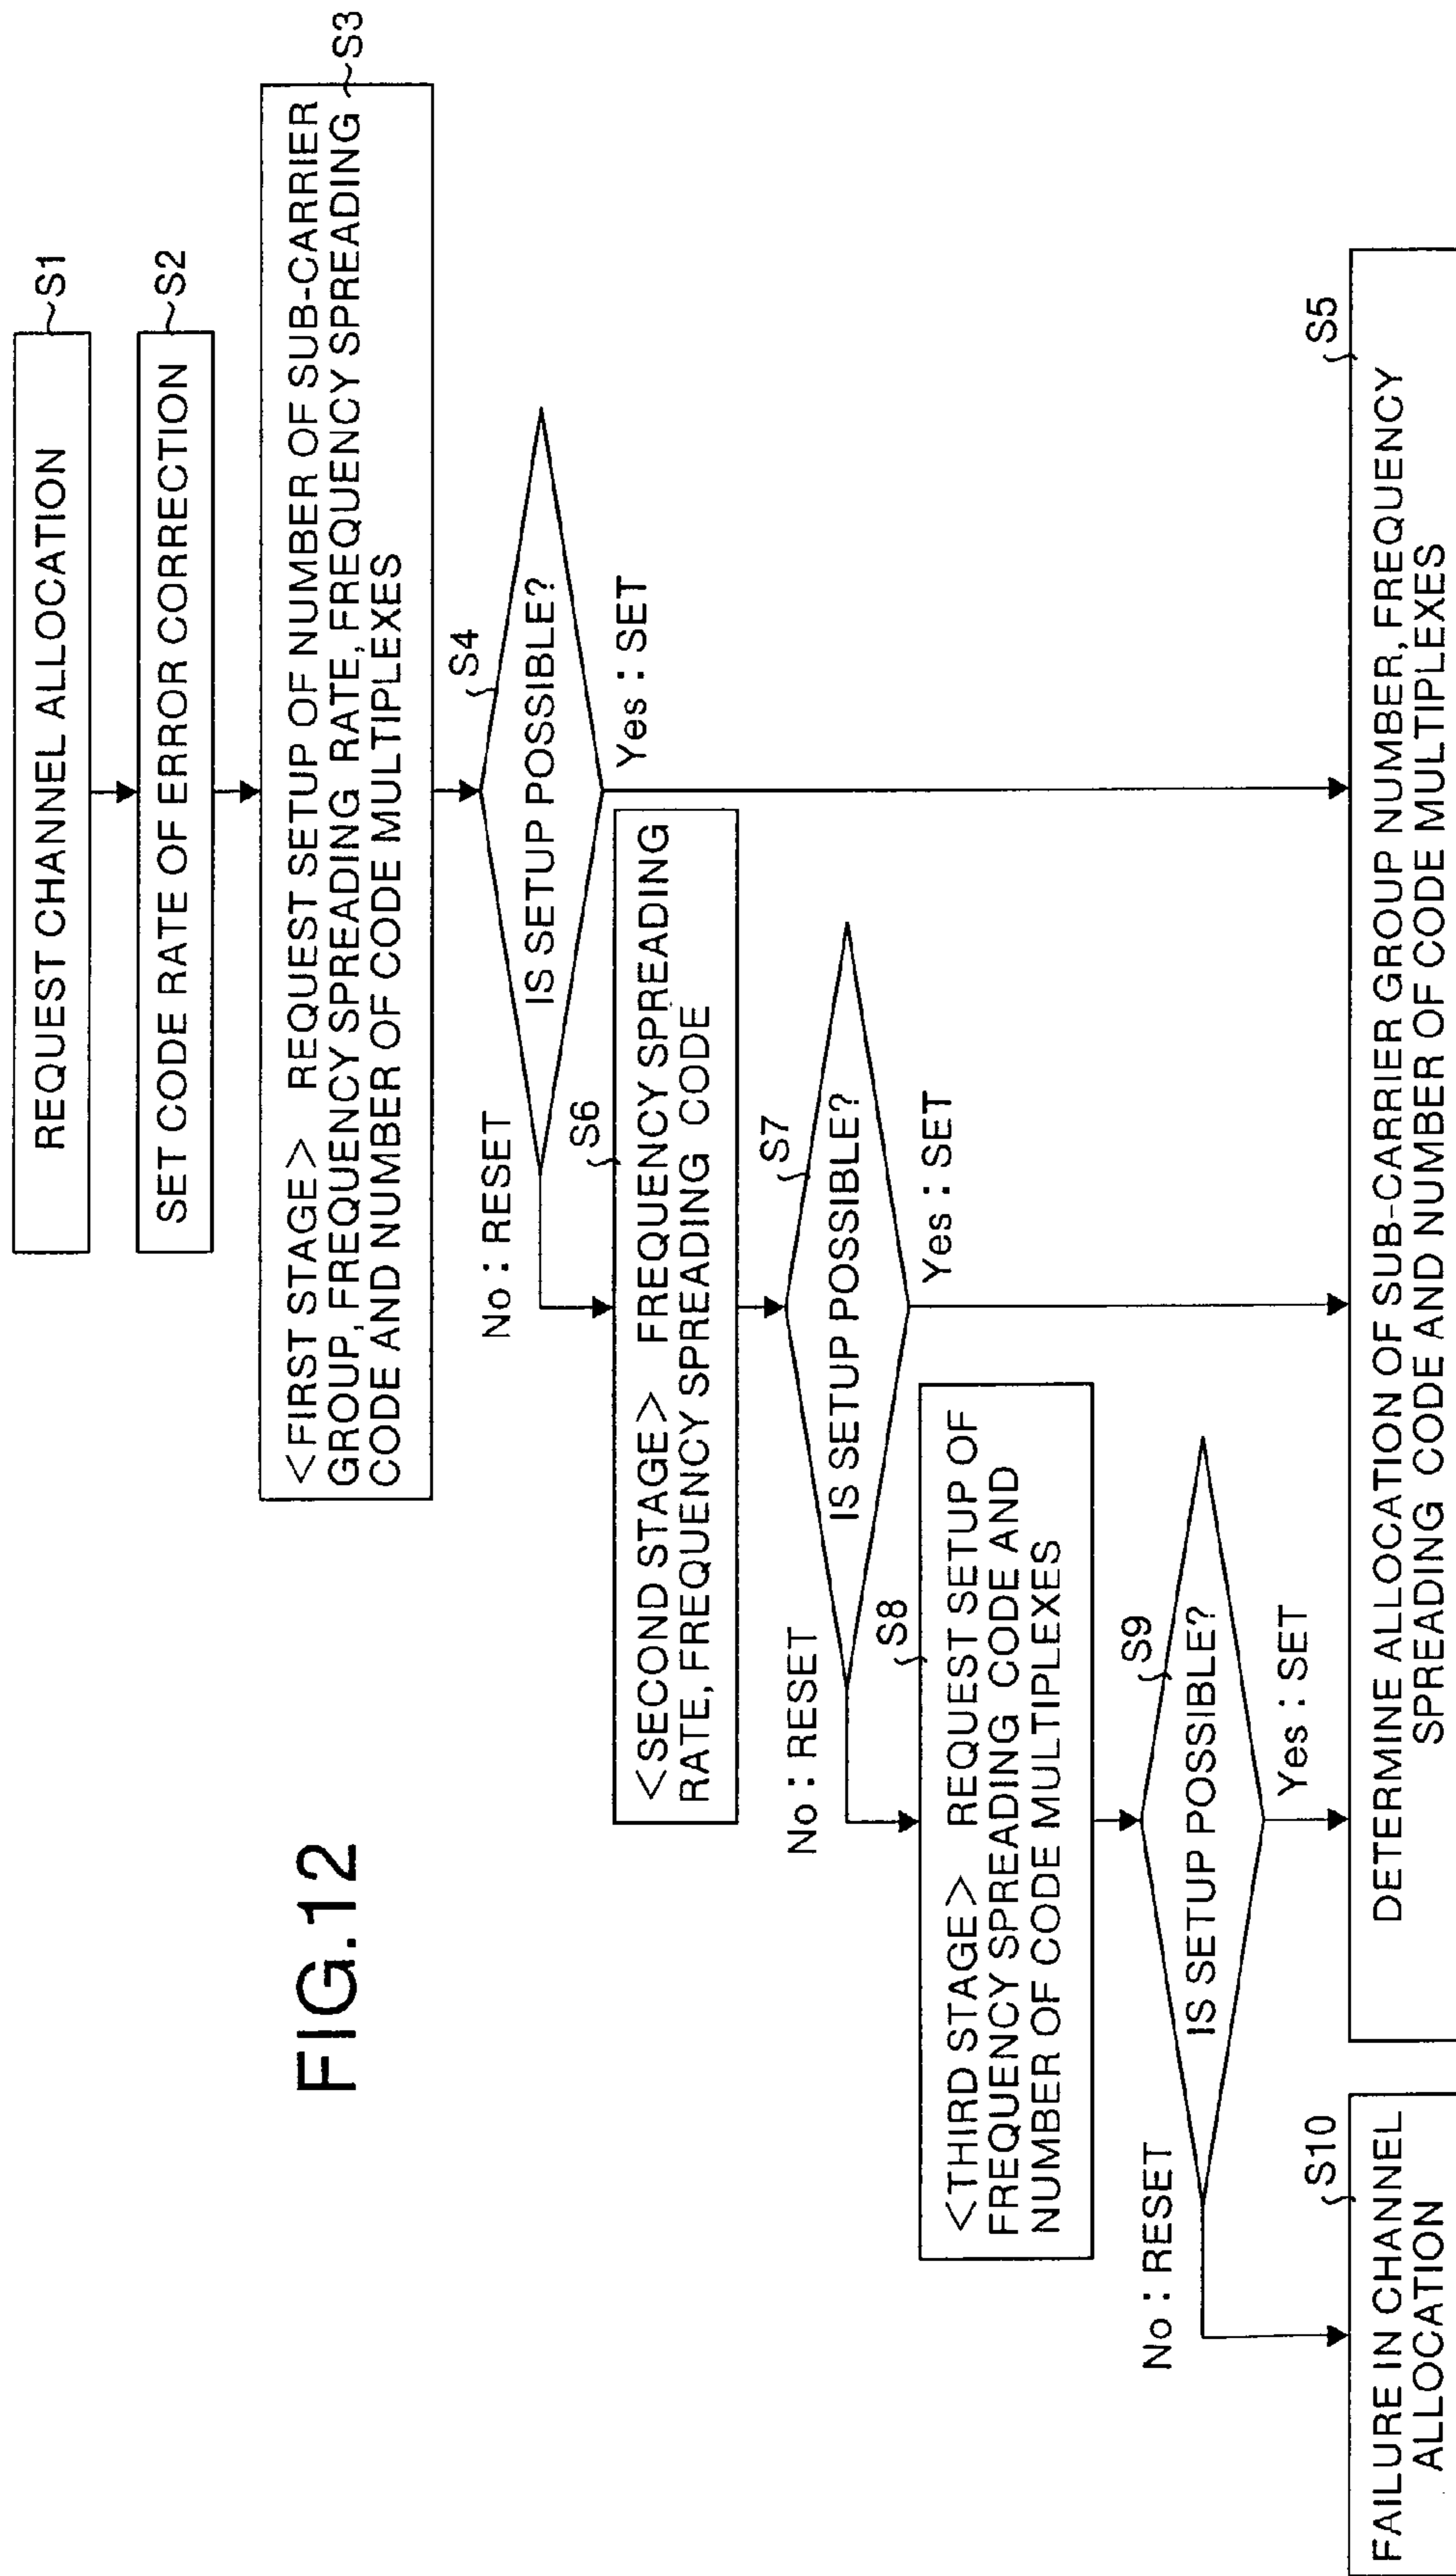 FIG.12
REQUEST CHANNEL ALLOCATION
S1
SET CODE RATE OF ERROR CORRECTION
S2
<FIRST STAGE> REQUEST SETUP OF NUMBER OF SUB-CARRIER
GROUP, FREQUENCY SPREADING RATE, FREQUENCY SPREADING
CODE AND NUMBER OF CODE MULTIPLEXES
S3
S4
IS SETUP POSSIBLE?
No : RESET
Yes : SET
S6
<SECOND STAGE> FREQUENCY SPREADING
RATE, FREQUENCY SPREADING CODE
S7
IS SETUP POSSIBLE?
No : RESET
Yes : SET
S8
<THIRD STAGE> REQUEST SETUP OF
FREQUENCY SPREADING CODE AND
NUMBER OF CODE MULTIPLEXES
S9
IS SETUP POSSIBLE?
No : RESET
Yes : SET
S10
FAILURE IN CHANNEL
ALLOCATION
S5
DETERMINE ALLOCATION OF SUB-CARRIER GROUP NUMBER, FREQUENCY
SPREADING CODE AND NUMBER OF CODE MULTIPLEXES